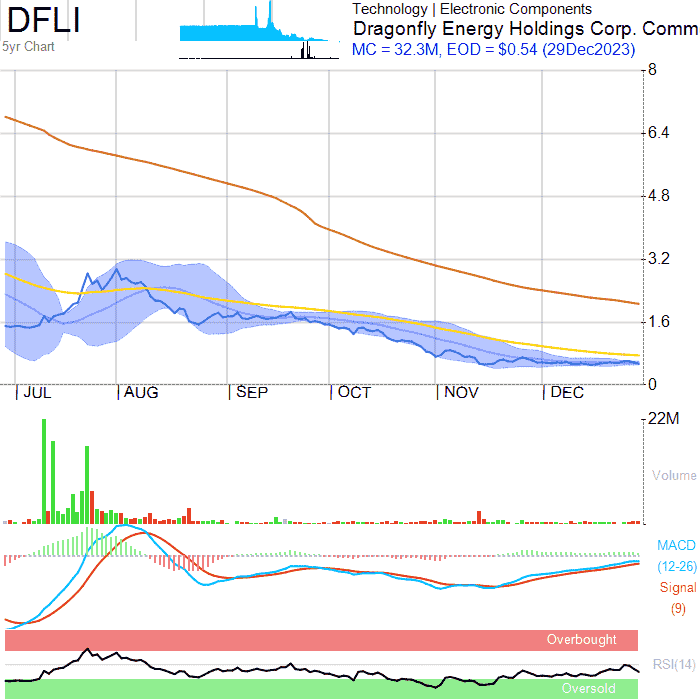 DFLI
5yr Chart
Technology | Electronic Components
Dragonfly Energy Holdings Corp. Comm
MC = 32.3M, EOD = $0.54 (29Dec2023)
8
6.4
4.8
3.2
1.6
0
JUL AUG SEP OCT NOV DEC
22M
Volume
MACD
(12-26)
Signal
(9)
Overbought
RSI(14)
Oversold